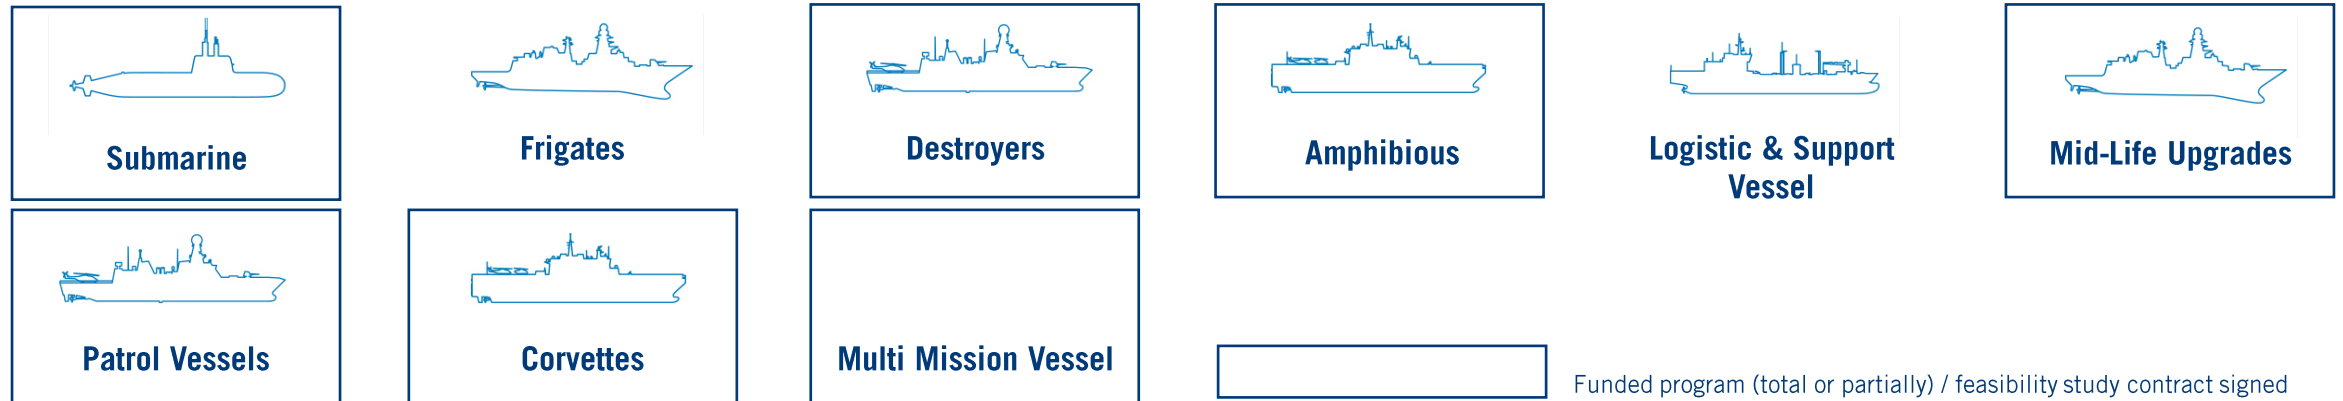 Submarine
Frigates
Destroyers
Amphibious
Logistic & Support
Vessel
Mid-Life Upgrades
Patrol Vessels
Corvettes
Multi Mission Vessel
Funded program (total or partially) / feasibility study contract signed